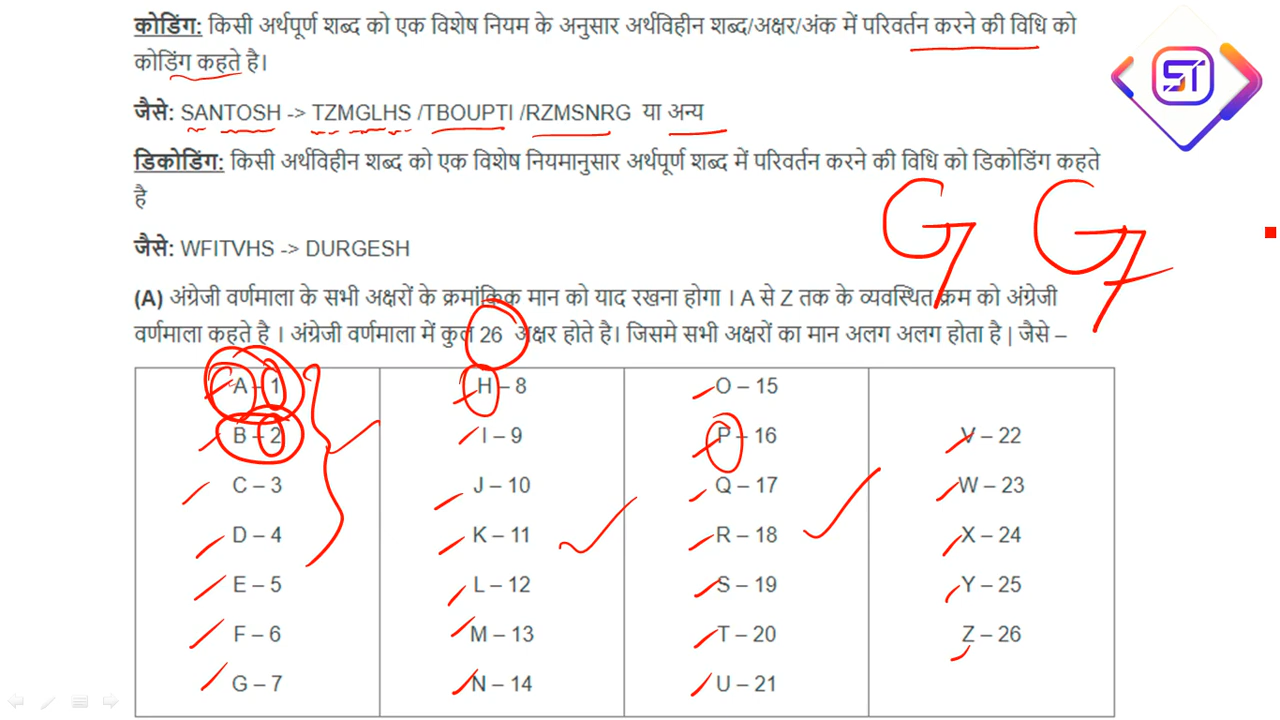 कोडिंग: किसी अर्थपूर्ण शब्द को एक विशेष नियम के अनुसार अर्थविहीन शब्द/अक्षर/अंक में परिवर्तन करने की विधि को
कोडिंग कहते है।
ST
जैसे: SANTOSH -> TZMGLHS /TBOUPTI /RZMSNRG या अन्य
डिकोडिंग: किसी अर्थविहीन शब्द को एक विशेष नियमानुसार अर्थपूर्ण शब्द में परिवर्तन करने की विधि को डिकोडिंग कहते
है
G G
7 7
जैसे: WFITVHS -> DURGESH
(A) अंग्रेजी वर्णमाला के सभी अक्षरों के क्रमांकिक मान को याद रखना होगा । A से Z तक के व्यवस्थित क्रम को अंग्रेजी
वर्णमाला कहते है । अंग्रेजी वर्णमाला में कुल 26 अक्षर होते है। जिसमे सभी अक्षरों का मान अलग अलग होता है | जैसे –
A – 1 H – 8 O – 15
B – 2 I – 9 P – 16 V – 22
C – 3 J – 10 Q – 17 W – 23
D – 4 K – 11 R – 18 X – 24
E – 5 L – 12 S – 19 Y – 25
F – 6 M – 13 T – 20 Z – 26
G – 7 N – 14 U – 21